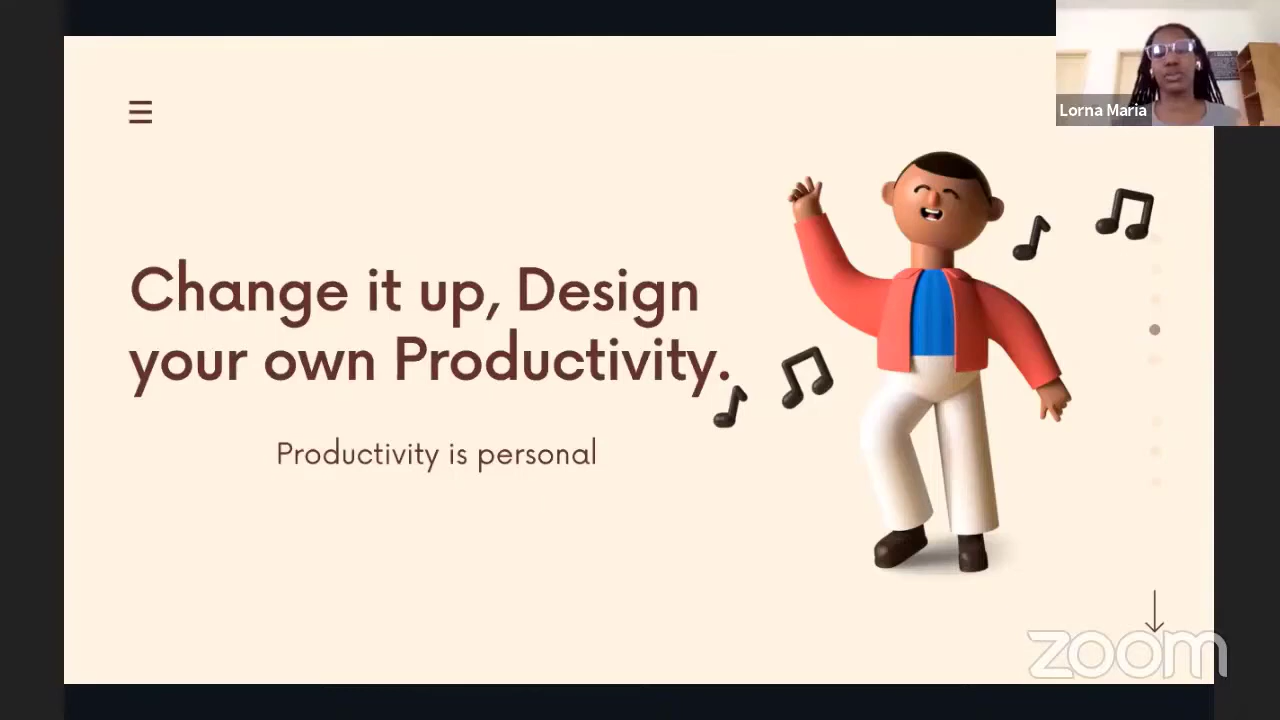 Lorna Maria
Change it up, Design
your own Productivity.
Productivity is personal
zoom